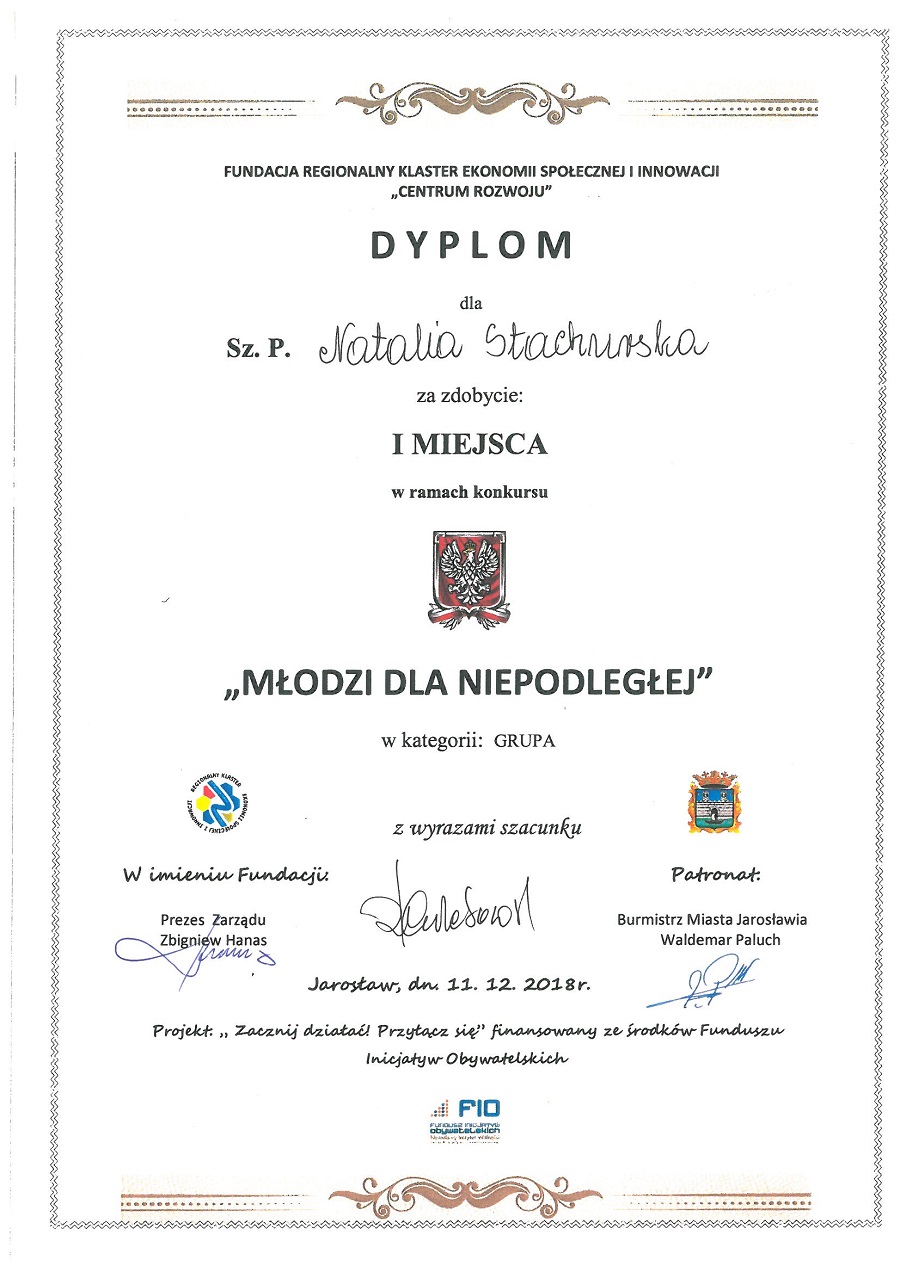 FUNDACJA REGIONALNY KLASTER EKONOMII SPOŁECZNEJ I INNOWACJI
„CENTRUM ROZWOJU”
DYPLOM
dla
Sz. P. Natalia Stachurska
za zdobycie:
I MIEJSCA
w ramach konkursu
„MŁODZI DLA NIEPODLEGŁEJ”
w kategorii: GRUPA
REGIONALNY KLASTER EKONOMII SPOŁECZNEJ I INNOWACJI
z wyrazami szacunku
W imieniu Fundacji:
Patronat:
Prezes Zarządu
Zbigniew Hanas
Burmistrz Miasta Jarosławia
Waldemar Paluch
Jarosław, dn. 11. 12. 2018r.
Projekt: ,, Zacznij działać! Przyłącz się” finansowany ze środków Funduszu
Inicjatyw Obywatelskich
FIO
FUNDUSZ INICJATYW
obywatelskich